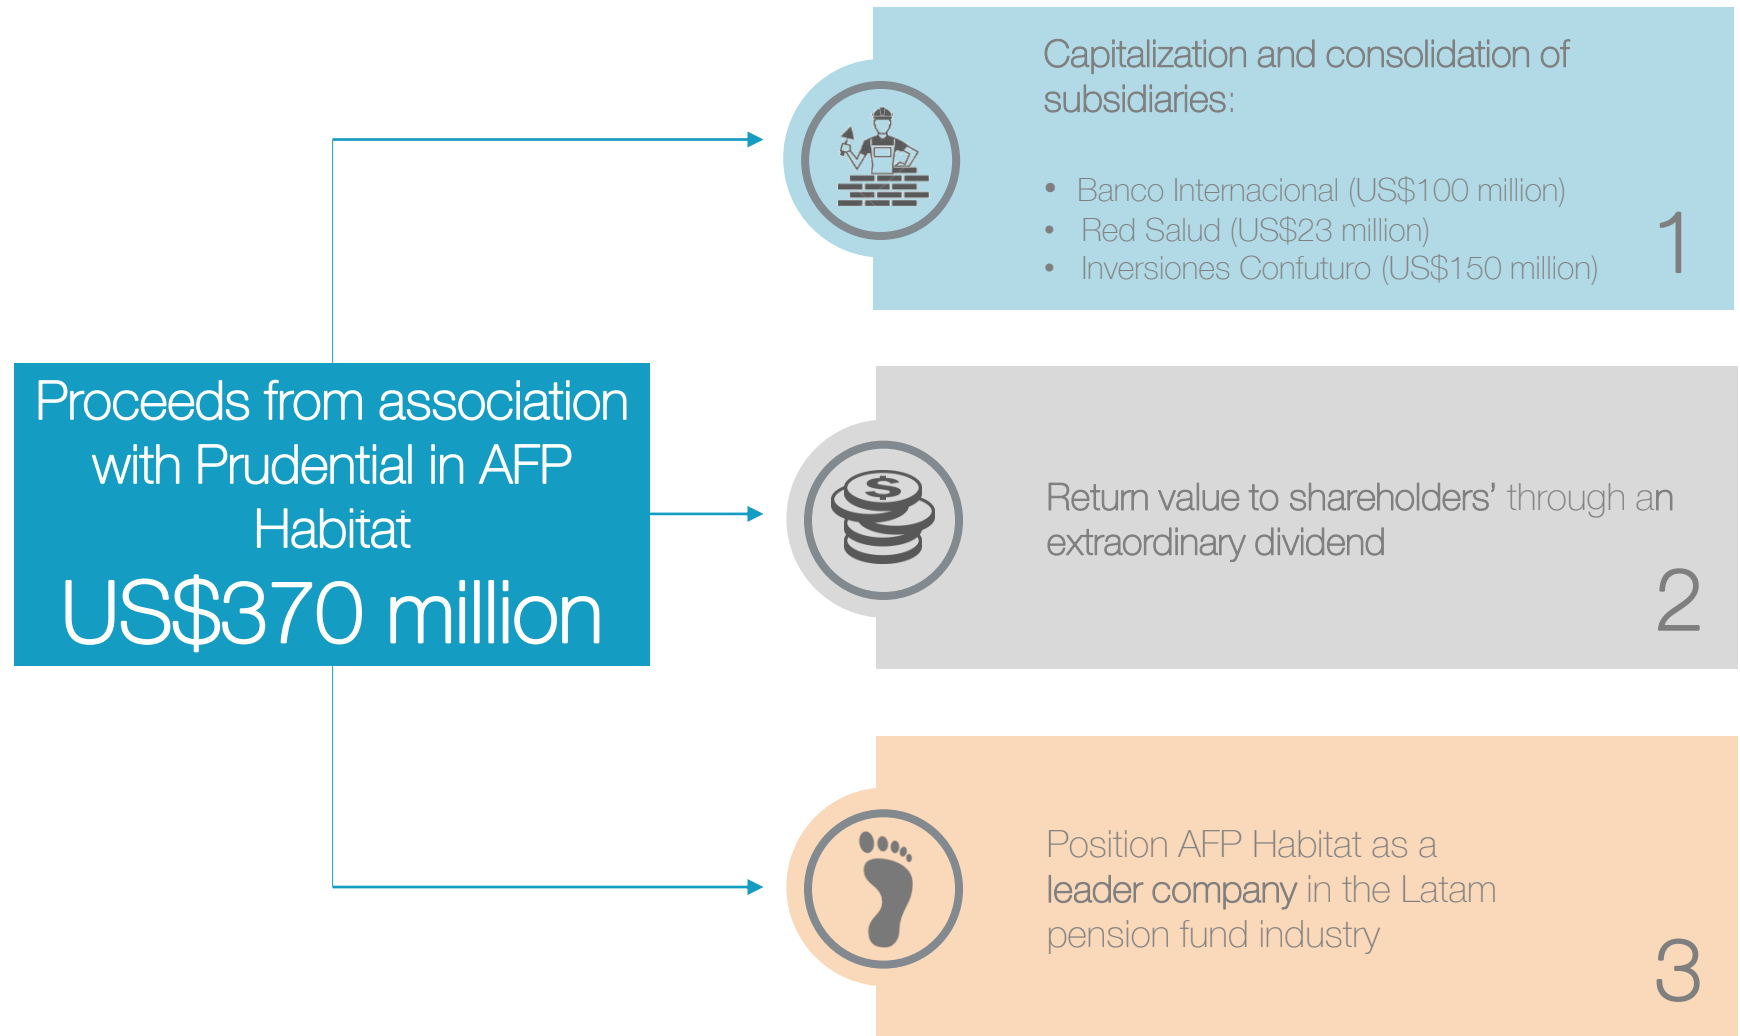 Proceeds from association
with Prudential in AFP
Habitat
US$370 million
Capitalization and consolidation of
subsidiaries:
• Banco Internacional (US$100 million)
• Red Salud (US$23 million)
• Inversiones Confuturo (US$150 million)
1
$
Return value to shareholders’ through an
extraordinary dividend
2
Position AFP Habitat as a
leader company in the Latam
pension fund industry
3